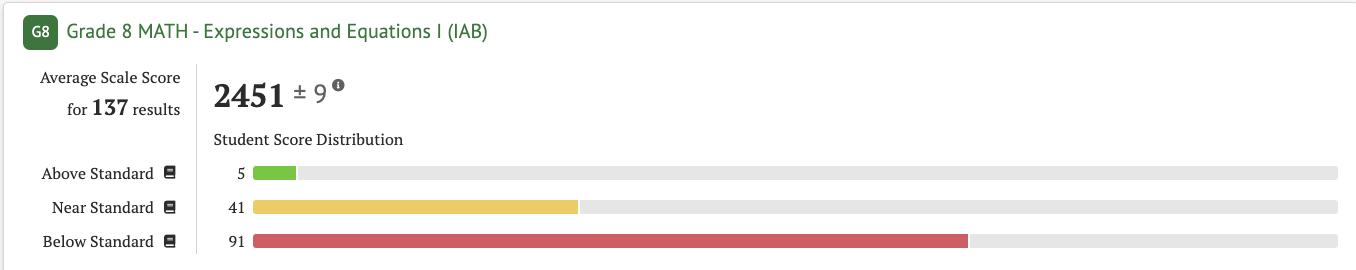 G8 Grade 8 MATH - Expressions and Equations I (IAB)
Average Scale Score
for 137 results
2451 ± 9
Student Score Distribution
Above Standard 5
Near Standard 41
Below Standard 91